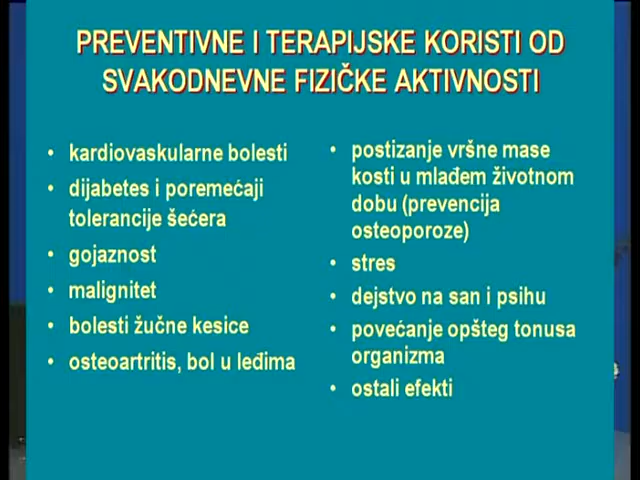 PREVENTIVNE I TERAPIJSKE KORISTI OD
SVAKODNEVNE FIZIČKE AKTIVNOSTI
• kardiovaskularne bolesti
• dijabetes i poremećaji
tolerancije šećera
• gojaznost
• malignitet
• bolesti žučne kesice
• osteoartritis, bol u leđima
• postizanje vršne mase
kosti u mlađem životnom
dobu (prevencija
osteoporoze)
• stres
• dejstvo na san i psihu
• povećanje opšteg tonusa
organizma
• ostali efekti